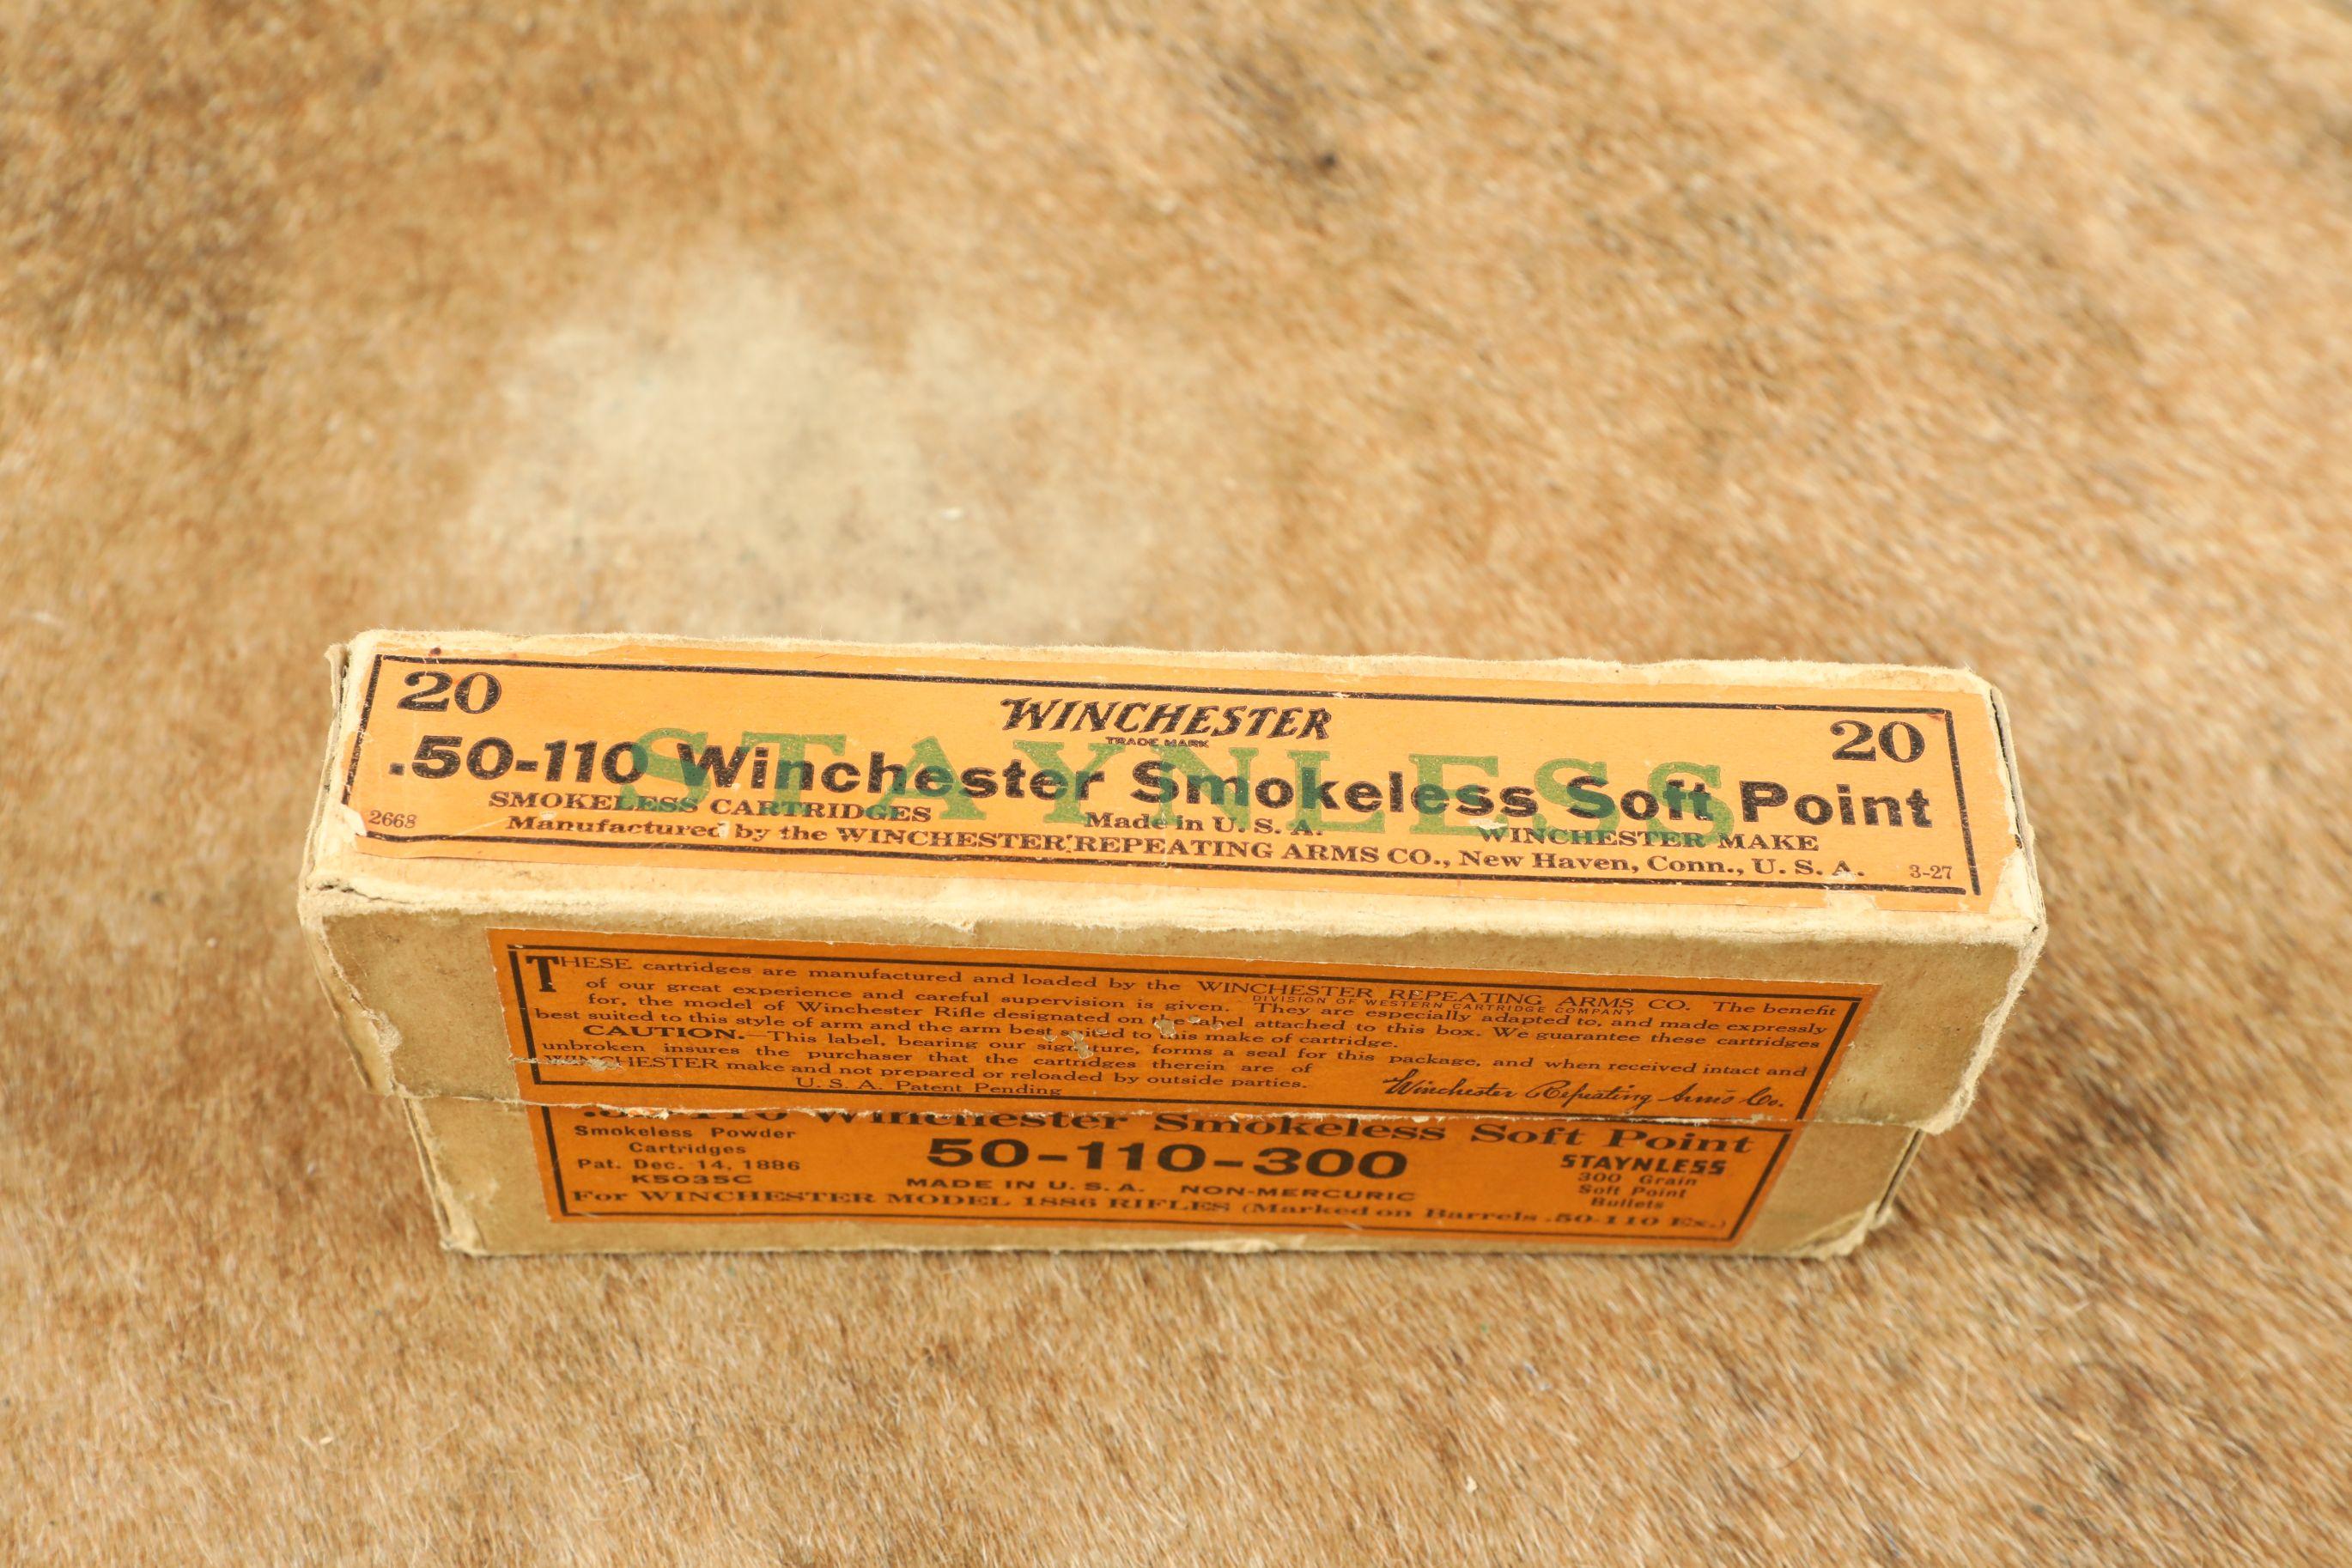 20 WINCHESTER 20
TRADE MARK
STAYNLESS
.50-110 Winchester Smokeless Soft Point
SMOKELESS CARTRIDGES Made in U. S. A. WINCHESTER MAKE
2668 Manufactured by the WINCHESTER REPEATING ARMS CO., New Haven, Conn., U. S. A. 3-27
THESE cartridges are manufactured and loaded by the WINCHESTER REPEATING ARMS CO. The benefit
DIVISION OF WESTERN CARTRIDGE COMPANY
of our great experience and careful supervision is given. They are especially adapted to, and made expressly
for, the model of Winchester Rifle designated on the label attached to this box. We guarantee these cartridges
best suited to this style of arm and the arm best suited to this make of cartridge.
CAUTION.—This label, bearing our signature, forms a seal for this package, and when received intact and
unbroken insures the purchaser that the cartridges therein are of
WINCHESTER make and not prepared or reloaded by outside parties.
U. S. A. Patent Pending Winchester Repeating Arms Co.
.50-110 Winchester Smokeless Soft Point
Smokeless Powder
Cartridges
Pat. Dec. 14, 1886
K5035C
50-110-300
MADE IN U. S. A. NON-MERCURIC
STAYNLESS
300 Grain
Soft Point
Bullets
For WINCHESTER MODEL 1886 RIFLES (Marked on Barrels .50-110 Ex.)